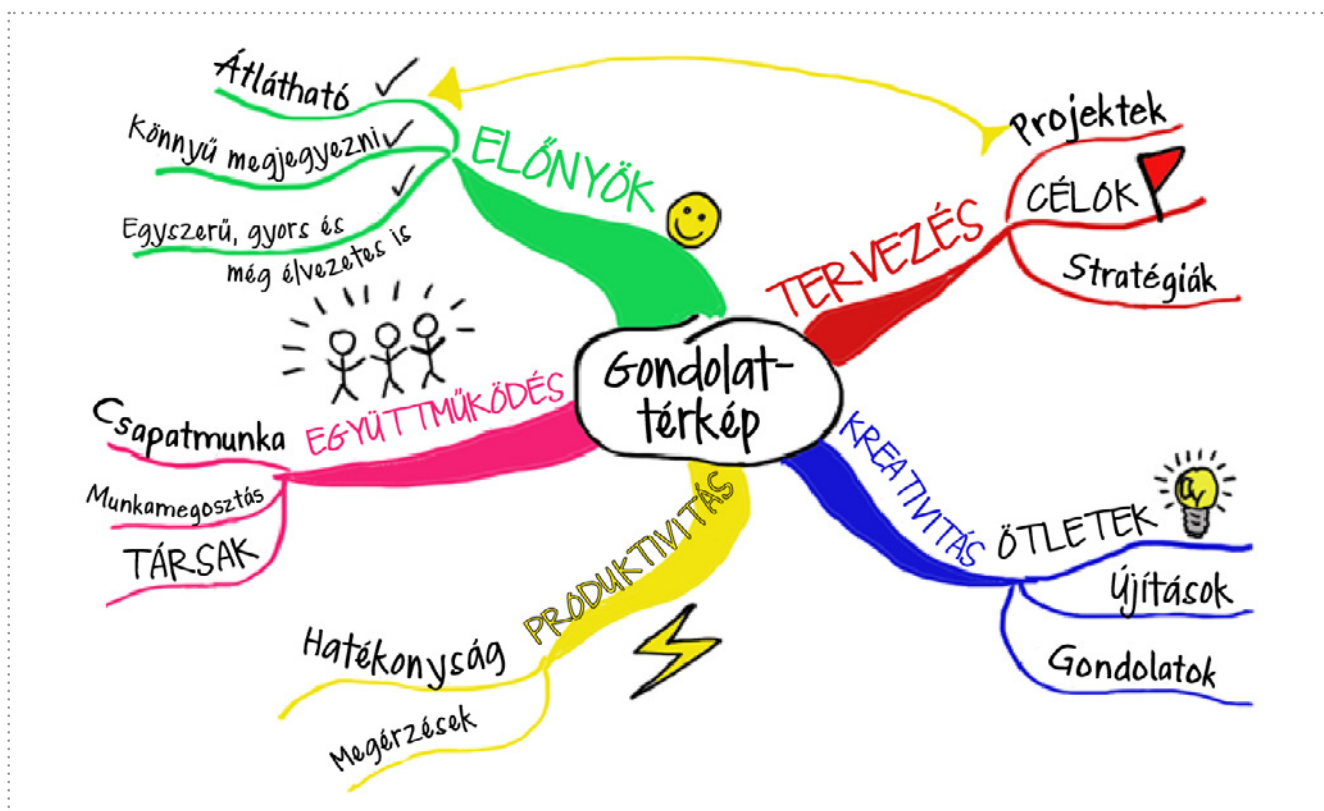 Átlátható
Könnyű megjegyezni
Egyszerű, gyors és
még élvezetes is
ELŐNYÖK
TERVEZÉS
Projektek
CÉLOK
Stratégiák
Gondolat-
térkép
EGYÜTTMŰKÖDÉS
Csapatmunka
Munkamegosztás
TÁRSAK
KREATIVITÁS
ÖTLETEK
Újítások
Gondolatok
PRODUKTIVITÁS
Hatékonyság
Megérzések